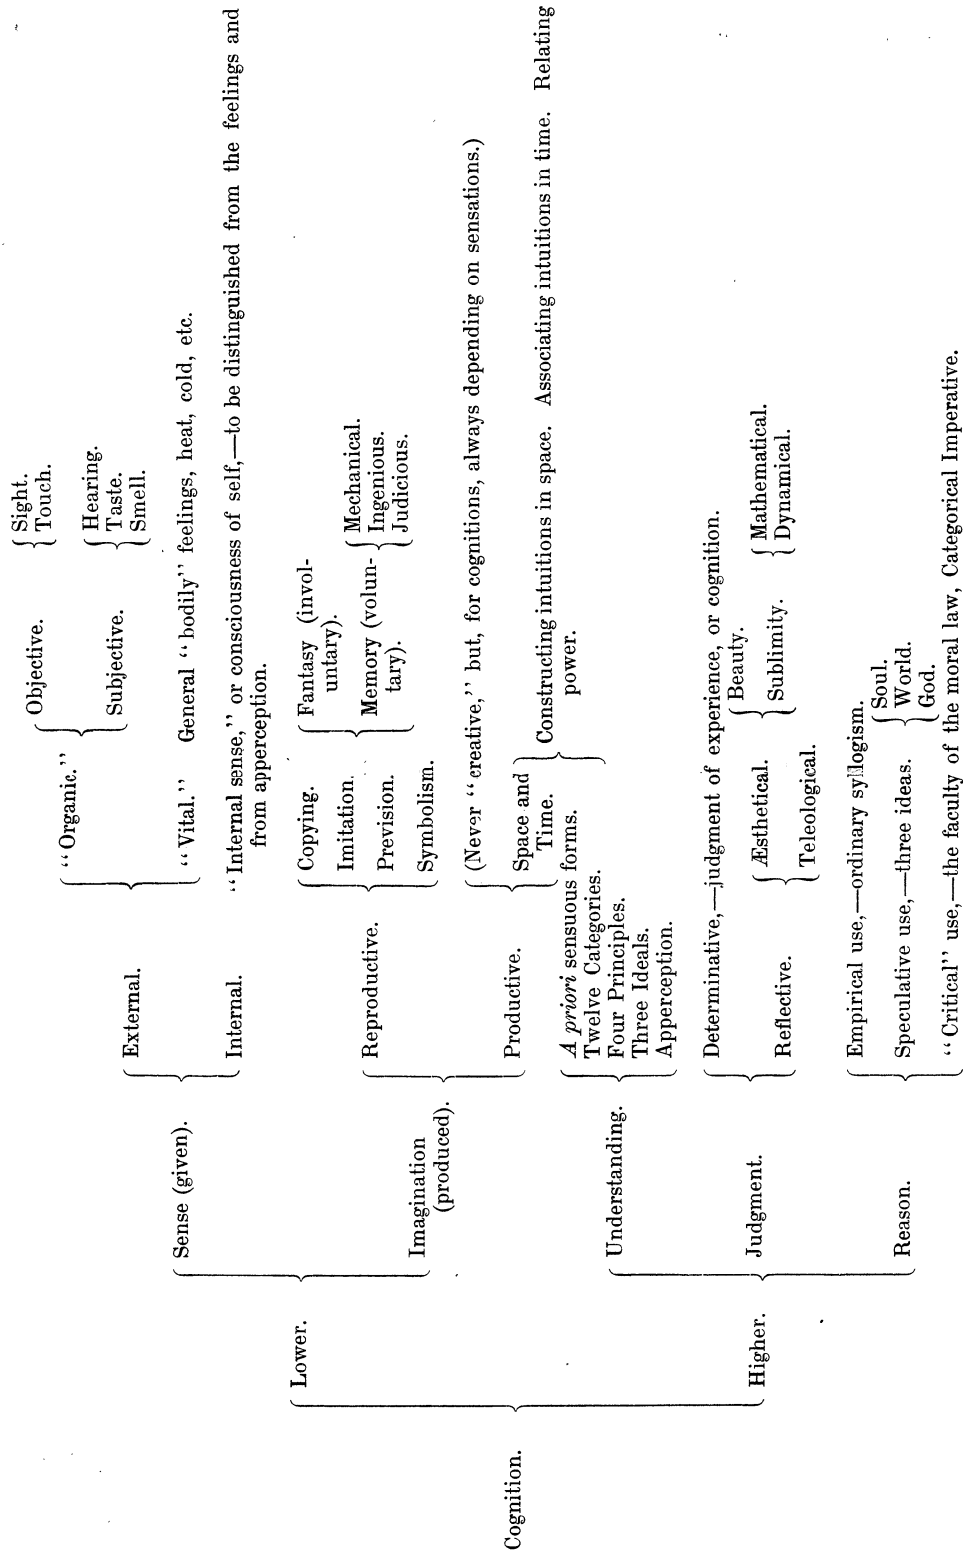 Cognition.
Lower.
Sense (given).
External.
“Organic.”
Objective.
Sight.
Touch.
Subjective.
Hearing.
Taste.
Smell.
“Vital.” General “bodily” feelings, heat, cold, etc.
Internal.
“Internal sense,” or consciousness of self,—to be distinguished from the feelings and
from apperception.
Imagination
(produced).
Reproductive.
Copying.
Imitation.
Prevision.
Symbolism.
Fantasy (invol-
untary).
Memory (volun-
tary).
Mechanical.
Ingenious.
Judicious.
Productive.
(Never “creative,” but, for cognitions, always depending on sensations.)
Space and
Time.
Constructing intuitions in space. Associating intuitions in time. Relating
power.
Higher.
Understanding.
A priori sensuous forms.
Twelve Categories.
Four Principles.
Three Ideals.
Apperception.
Judgment.
Determinative,—judgment of experience, or cognition.
Reflective.
Æsthetical.
Beauty.
Sublimity.
Mathematical.
Dynamical.
Teleological.
Reason.
Empirical use,—ordinary syllogism.
Speculative use,—three ideas.
Soul.
World.
God.
“Critical” use,—the faculty of the moral law, Categorical Imperative.